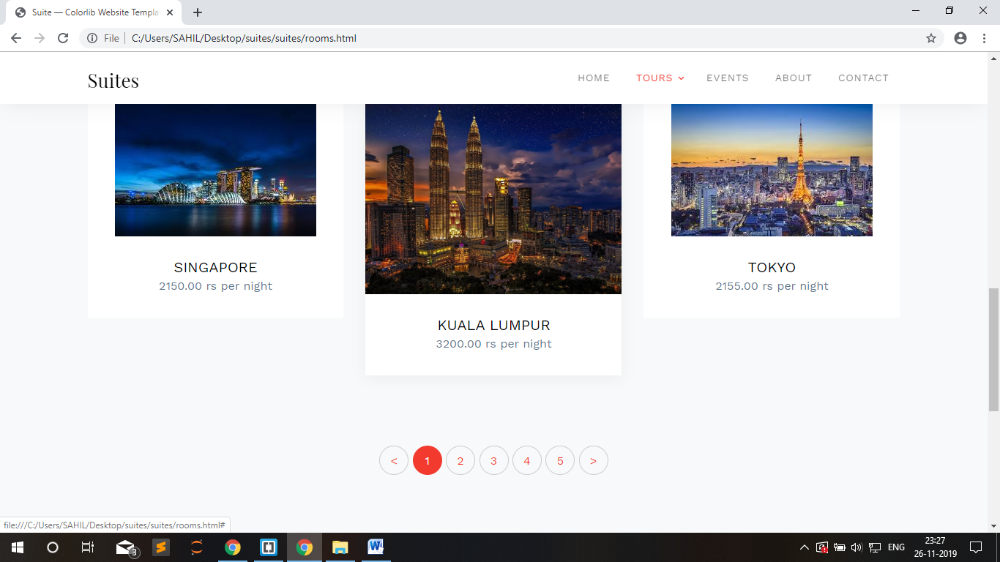 Suite — Colorlib Website Templa
File
C:/Users/SAHIL/Desktop/suites/suites/rooms.html
Suites
HOME
TOURS
EVENTS
ABOUT
CONTACT
SINGAPORE
2150.00 rs per night
KUALA LUMPUR
3200.00 rs per night
TOKYO
2155.00 rs per night
< 1 2 3 4 5 >
file:///C:/Users/SAHIL/Desktop/suites/suites/rooms.html#
3
ENG
23:27
26-11-2019